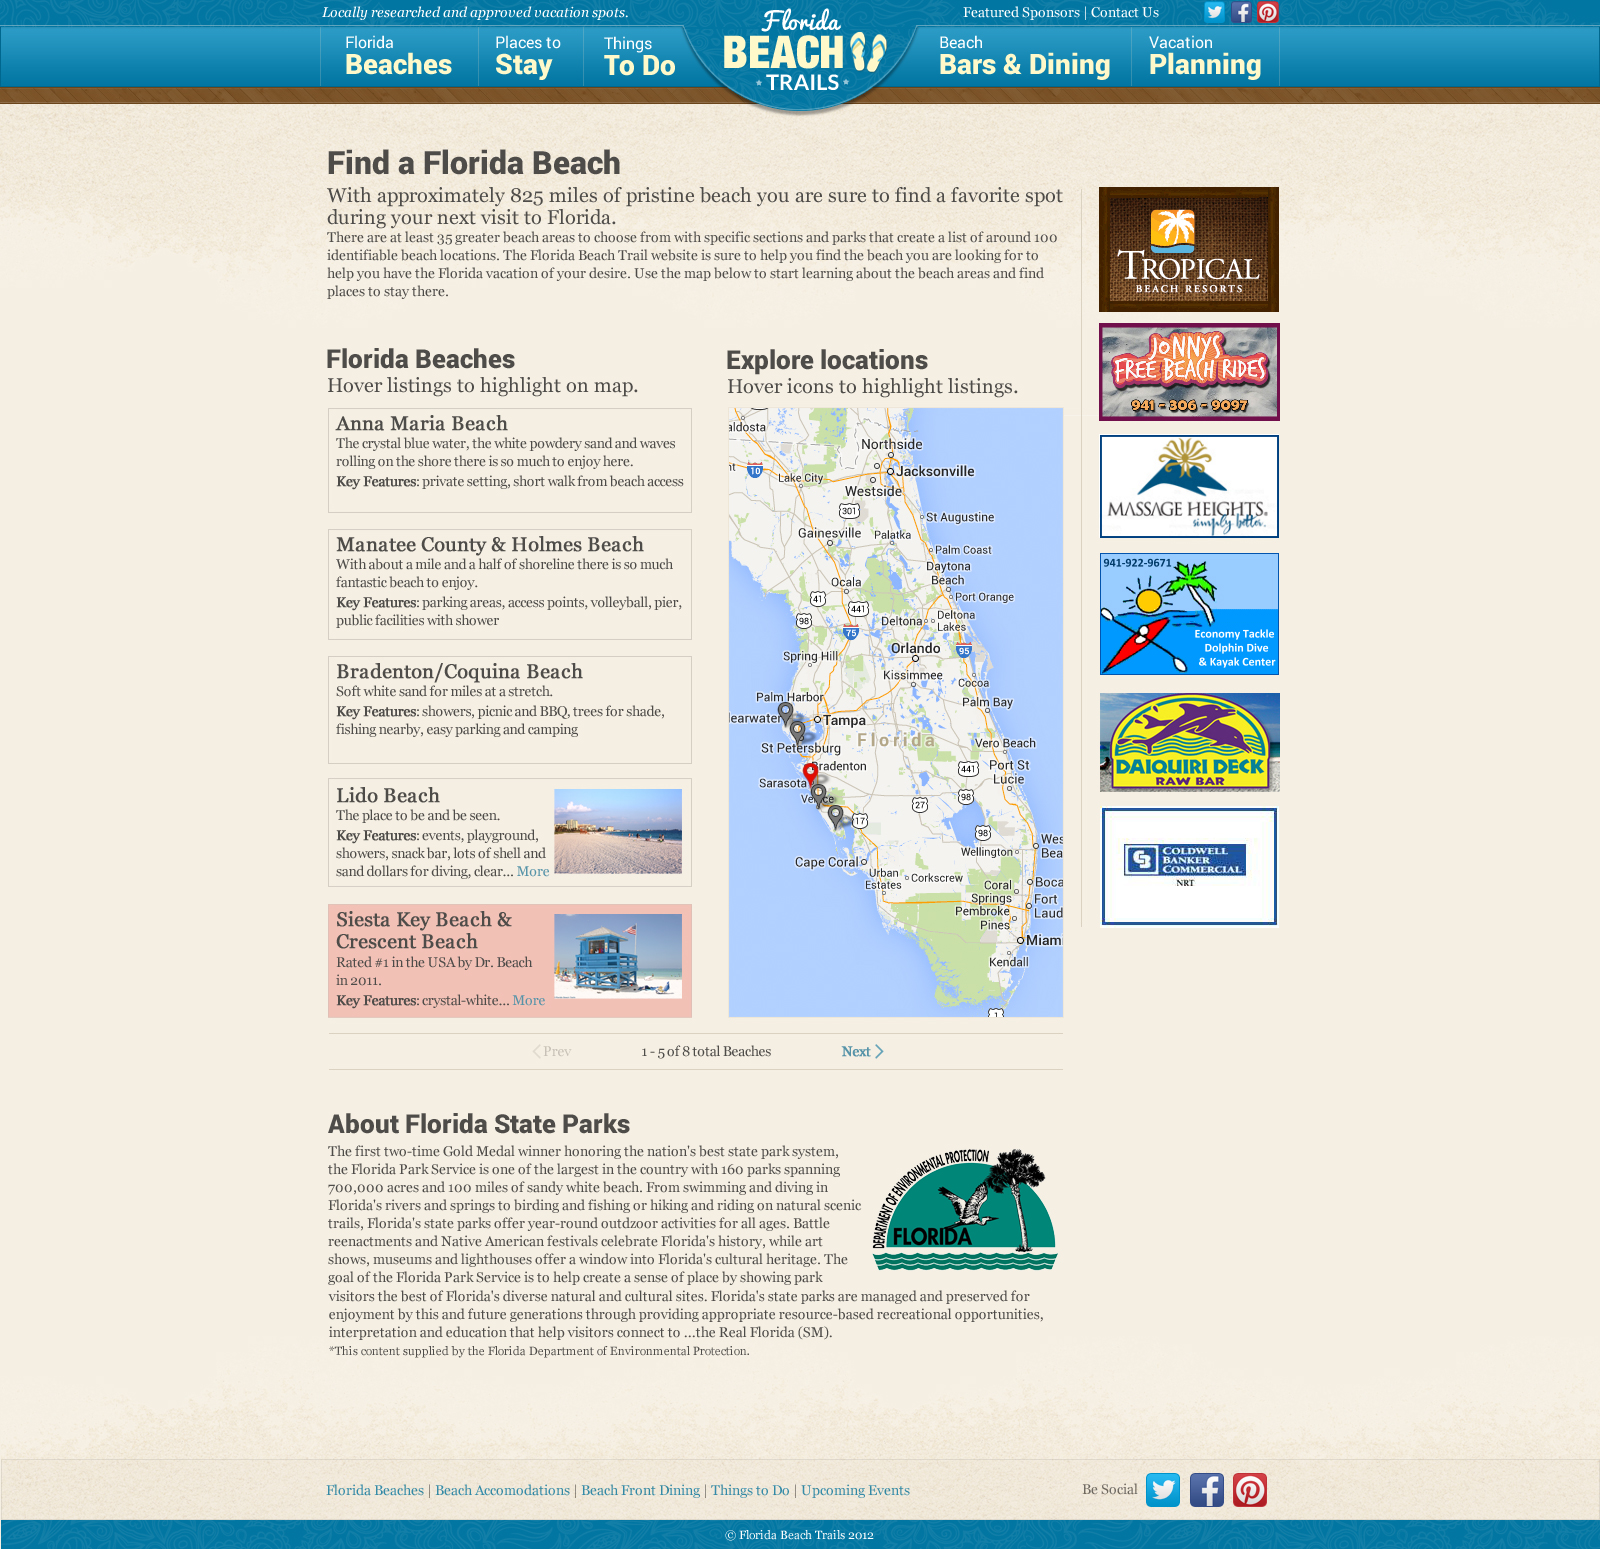 Locally researched and approved vacation spots.
Featured Sponsors | Contact Us
Florida
Beaches
Places to
Stay
Things
To Do
Florida
BEACH
TRAILS
Beach
Bars & Dining
Vacation
Planning
Find a Florida Beach
With approximately 825 miles of pristine beach you are sure to find a favorite spot
during your next visit to Florida.
There are at least 35 greater beach areas to choose from with specific sections and parks that create a list of around 100
identifiable beach locations. The Florida Beach Trail website is sure to help you find the beach you are looking for to
help you have the Florida vacation of your desire. Use the map below to start learning about the beach areas and find
places to stay there.
TROPICAL
BEACH RESORTS
JONNYS
FREE BEACH RIDES
941 - 306 - 9097
MASSAGE HEIGHTS
simply better.
941-922-9671
Economy Tackle
Dolphin Dive
& Kayak Center
DAIQUIRI DECK
RAW BAR
COLDWELL
BANKER
COMMERCIAL
NRT
Florida Beaches
Hover listings to highlight on map.
Anna Maria Beach
The crystal blue water, the white powdery sand and waves
rolling on the shore there is so much to enjoy here.
Key Features: private setting, short walk from beach access
Manatee County & Holmes Beach
With about a mile and a half of shoreline there is so much
fantastic beach to enjoy.
Key Features: parking areas, access points, volleyball, pier,
public facilities with shower
Bradenton/Coquina Beach
Soft white sand for miles at a stretch.
Key Features: showers, picnic and BBQ, trees for shade,
fishing nearby, easy parking and camping
Lido Beach
The place to be and be seen.
Key Features: events, playground,
showers, snack bar, lots of shell and
sand dollars for diving, clear... More
Siesta Key Beach &
Crescent Beach
Rated #1 in the USA by Dr. Beach
in 2011.
Key Features: crystal-white... More
Explore locations
Hover icons to highlight listings.
aldosta
Northside
nt
10
Jacksonville
Lake City
Westside
301
St Augustine
Gainesville
Palatka
Palm Coast
Daytona
Beach
Ocala
Port Orange
41
441
98
Deltona
Deltona
Lakes
75
Orlando
95
Spring Hill
Kissimmee
Cocoa
Palm Harbor
Palm Bay
learwater
Tampa
Florida
St Petersburg
Vero Beach
Bradenton
441
Port St
Lucie
Sarasota
98
Venice
27
17
98
Wes
Bea
Wellington
Cape Coral
Urban
Estates
Corkscrew
Coral
Springs
Boca
Fort
Laud
Pembroke
Pines
Miam
Kendall
1
Prev
1 - 5 of 8 total Beaches
Next
About Florida State Parks
The first two-time Gold Medal winner honoring the nation's best state park system,
the Florida Park Service is one of the largest in the country with 160 parks spanning
700,000 acres and 100 miles of sandy white beach. From swimming and diving in
Florida's rivers and springs to birding and fishing or hiking and riding on natural scenic
trails, Florida's state parks offer year-round outdzoor activities for all ages. Battle
reenactments and Native American festivals celebrate Florida's history, while art
shows, museums and lighthouses offer a window into Florida's cultural heritage. The
goal of the Florida Park Service is to help create a sense of place by showing park
visitors the best of Florida's diverse natural and cultural sites. Florida's state parks are managed and preserved for
enjoyment by this and future generations through providing appropriate resource-based recreational opportunities,
interpretation and education that help visitors connect to ...the Real Florida (SM).
*This content supplied by the Florida Department of Environmental Protection.
DEPARTMENT OF ENVIRONMENTAL PROTECTION
FLORIDA
Florida Beaches | Beach Accomodations | Beach Front Dining | Things to Do | Upcoming Events
Be Social
© Florida Beach Trails 2012